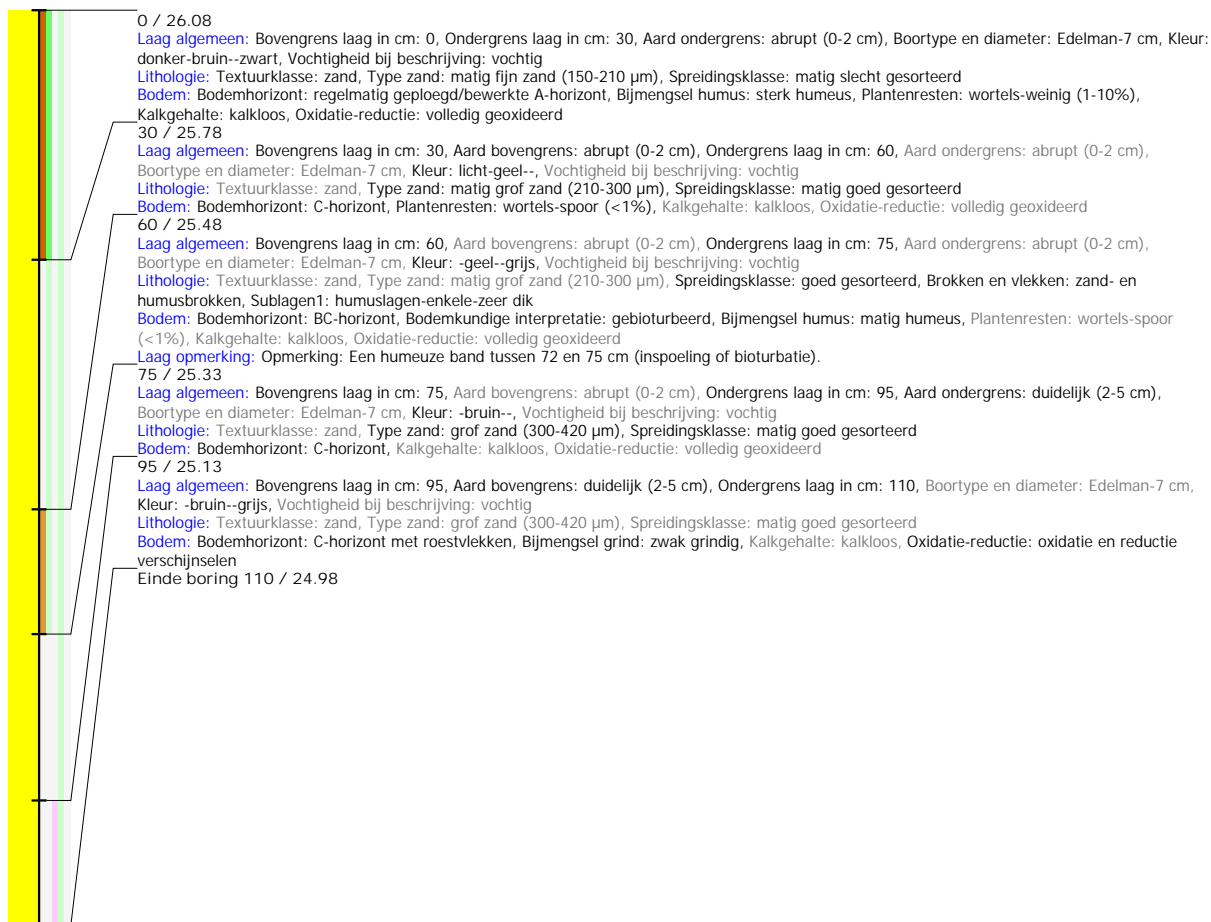 0 / 26.08
Laag algemeen: Bovengrens laag in cm: 0, Ondergrens laag in cm: 30, Aard ondergrens: abrupt (0-2 cm), Boortype en diameter: Edelman-7 cm, Kleur:
donker-bruin--zwart, Vochtigheid bij beschrijving: vochtig
Lithologie: Textuurklasse: zand, Type zand: matig fijn zand (150-210 µm), Spreidingsklasse: matig slecht gesorteerd
Bodem: Bodemhorizont: regelmatig geploegd/bewerkte A-horizont, Bijmengsel humus: sterk humeus, Plantenresten: wortels-weinig (1-10%),
Kalkgehalte: kalkloos, Oxidatie-reductie: volledig geoxideerd
30 / 25.78
Laag algemeen: Bovengrens laag in cm: 30, Aard bovengrens: abrupt (0-2 cm), Ondergrens laag in cm: 60, Aard ondergrens: abrupt (0-2 cm),
Boortype en diameter: Edelman-7 cm, Kleur: licht-geel--, Vochtigheid bij beschrijving: vochtig
Lithologie: Textuurklasse: zand, Type zand: matig grof zand (210-300 µm), Spreidingsklasse: matig goed gesorteerd
Bodem: Bodemhorizont: C-horizont, Plantenresten: wortels-spoor (<1%), Kalkgehalte: kalkloos, Oxidatie-reductie: volledig geoxideerd
60 / 25.48
Laag algemeen: Bovengrens laag in cm: 60, Aard bovengrens: abrupt (0-2 cm), Ondergrens laag in cm: 75, Aard ondergrens: abrupt (0-2 cm),
Boortype en diameter: Edelman-7 cm, Kleur: -geel--grijs, Vochtigheid bij beschrijving: vochtig
Lithologie: Textuurklasse: zand, Type zand: matig grof zand (210-300 µm), Spreidingsklasse: goed gesorteerd, Brokken en vlekken: zand- en
humusbrokken, Sublagen1: humuslagen-enkele-zeer dik
Bodem: Bodemhorizont: BC-horizont, Bodemkundige interpretatie: gebioturbeerd, Bijmengsel humus: matig humeus, Plantenresten: wortels-spoor
(<1%), Kalkgehalte: kalkloos, Oxidatie-reductie: volledig geoxideerd
Laag opmerking: Opmerking: Een humeuze band tussen 72 en 75 cm (inspoeling of bioturbatie).
75 / 25.33
Laag algemeen: Bovengrens laag in cm: 75, Aard bovengrens: abrupt (0-2 cm), Ondergrens laag in cm: 95, Aard ondergrens: duidelijk (2-5 cm),
Boortype en diameter: Edelman-7 cm, Kleur: -bruin--, Vochtigheid bij beschrijving: vochtig
Lithologie: Textuurklasse: zand, Type zand: grof zand (300-420 µm), Spreidingsklasse: matig goed gesorteerd
Bodem: Bodemhorizont: C-horizont, Kalkgehalte: kalkloos, Oxidatie-reductie: volledig geoxideerd
95 / 25.13
Laag algemeen: Bovengrens laag in cm: 95, Aard bovengrens: duidelijk (2-5 cm), Ondergrens laag in cm: 110, Boortype en diameter: Edelman-7 cm,
Kleur: -bruin--grijs, Vochtigheid bij beschrijving: vochtig
Lithologie: Textuurklasse: zand, Type zand: grof zand (300-420 µm), Spreidingsklasse: matig goed gesorteerd
Bodem: Bodemhorizont: C-horizont met roestvlekken, Bijmengsel grind: zwak grindig, Kalkgehalte: kalkloos, Oxidatie-reductie: oxidatie en reductie
verschijnselen
Einde boring 110 / 24.98